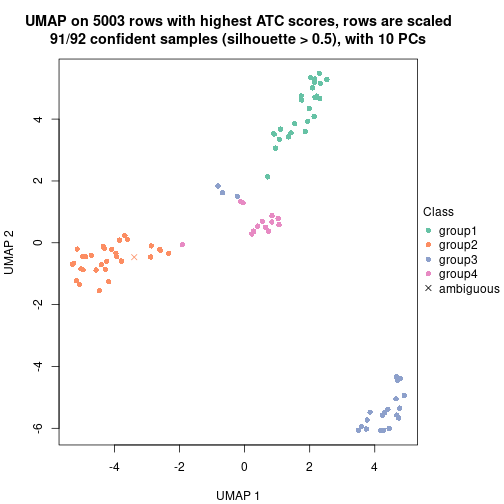 UMAP on 5003 rows with highest ATC scores, rows are scaled
91/92 confident samples (silhouette > 0.5), with 10 PCs
4
2
0
-2
-4
-6
UMAP 2
-4
-2
0
2
4
UMAP 1
Class
group1
group2
group3
group4
ambiguous